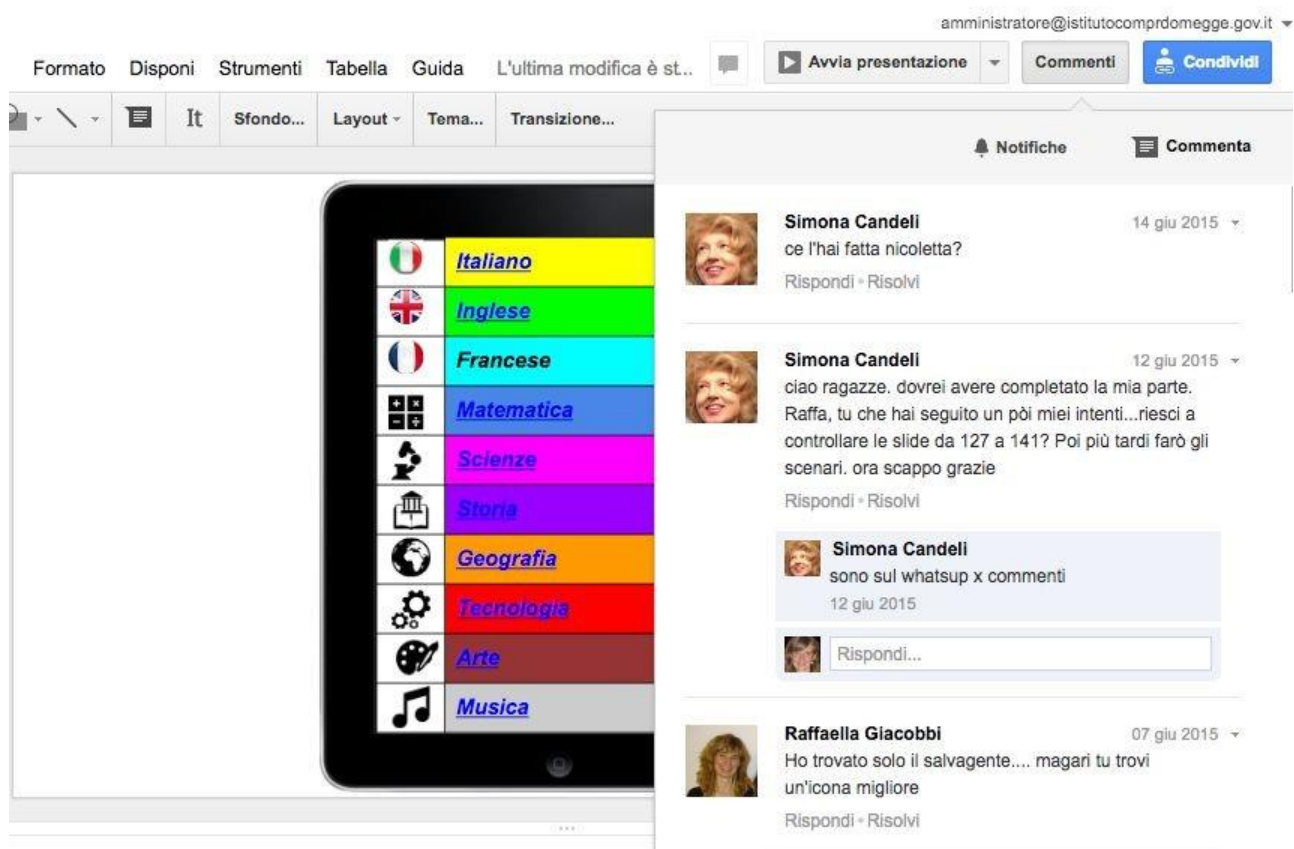 amministratore@istitutocomprdomegge.gov.it
Formato Disponi Strumenti Tabella Guida L'ultima modifica è st... Avvia presentazione Commenti Condividi
It Sfondo... Layout Tema... Transizione...
Notifiche Commenta
Italiano
Inglese
Francese
Matematica
Scienze
Storia
Geografia
Tecnologia
Arte
Musica
Simona Candeli 14 giu 2015
ce l'hai fatta nicoletta?
Rispondi • Risolvi
Simona Candeli 12 giu 2015
ciao ragazze. dovrei avere completato la mia parte.
Raffa, tu che hai seguito un pòi miei intenti...riesci a
controllare le slide da 127 a 141? Poi più tardi farò gli
scenari. ora scappo grazie
Rispondi • Risolvi
Simona Candeli
sono sul whatsup x commenti
12 giu 2015
Rispondi...
Raffaella Giacobbi 07 giu 2015
Ho trovato solo il salvagente.... magari tu trovi
un'icona migliore
Rispondi • Risolvi